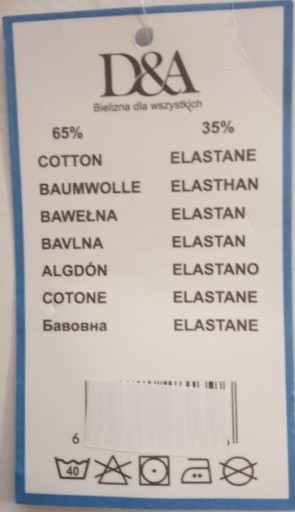 D&A
Bielizna dla wszystkich
65% 35%
COTTON ELASTANE
BAUMWOLLE ELASTHAN
BAWEŁNA ELASTAN
BAVLNA ELASTAN
ALGDÓN ELASTANO
COTONE ELASTANE
Бавовна ELASTANE
6
40